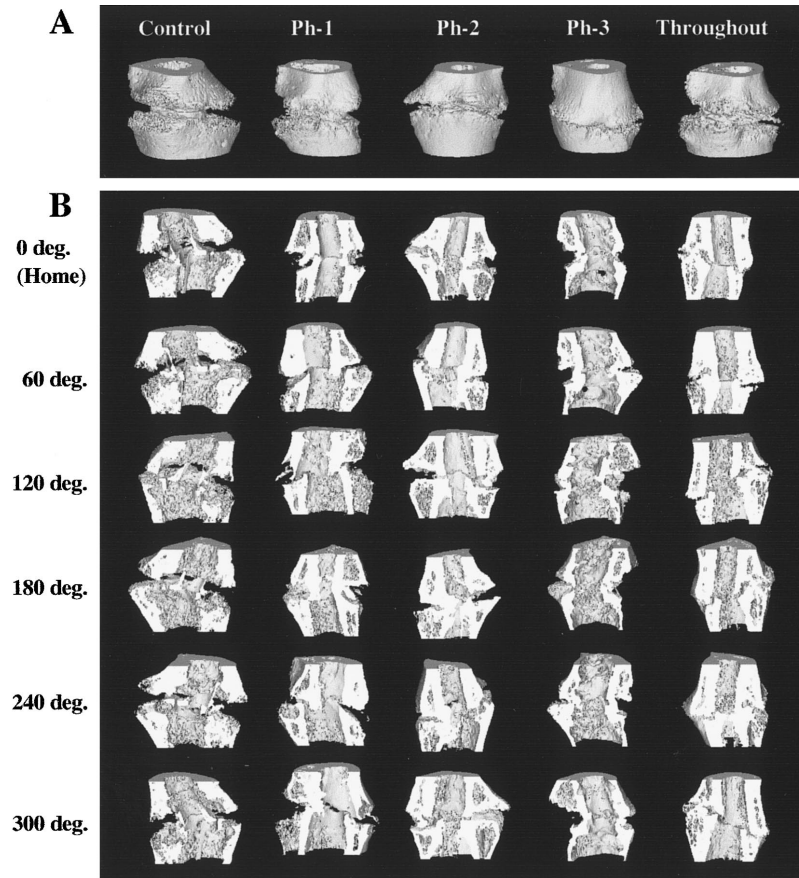 A
Control Ph-1 Ph-2 Ph-3 Throughout
B
0 deg.
(Home)
60 deg.
120 deg.
180 deg.
240 deg.
300 deg.